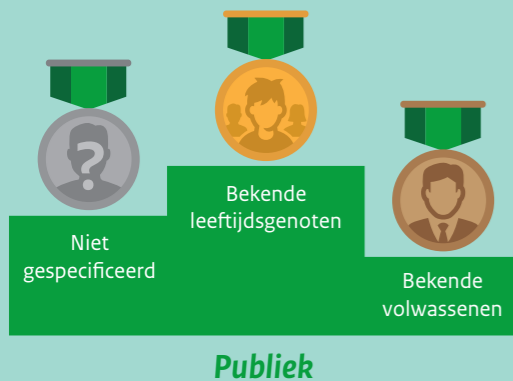 ?
Niet
gespecificeerd
Bekende
leeftijdsgenoten
Bekende
volwassenen
Publiek